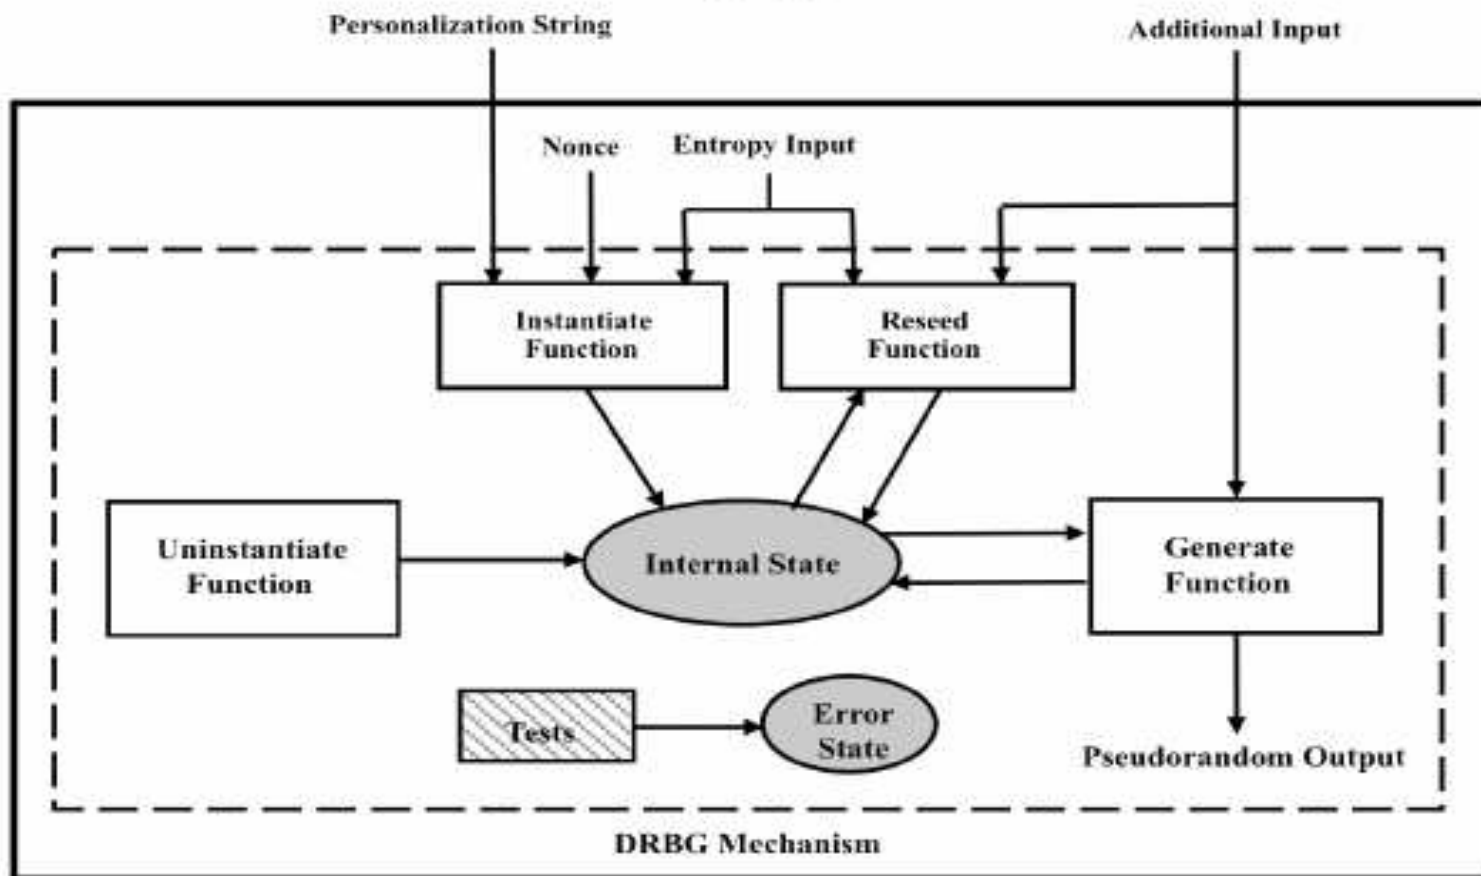 Personalization String
Additional Input
Nonce
Entropy Input
Instantiate
Function
Reseed
Function
Uninstantiate
Function
Internal State
Generate
Function
Tests
Error
State
Pseudorandom Output
DRBG Mechanism